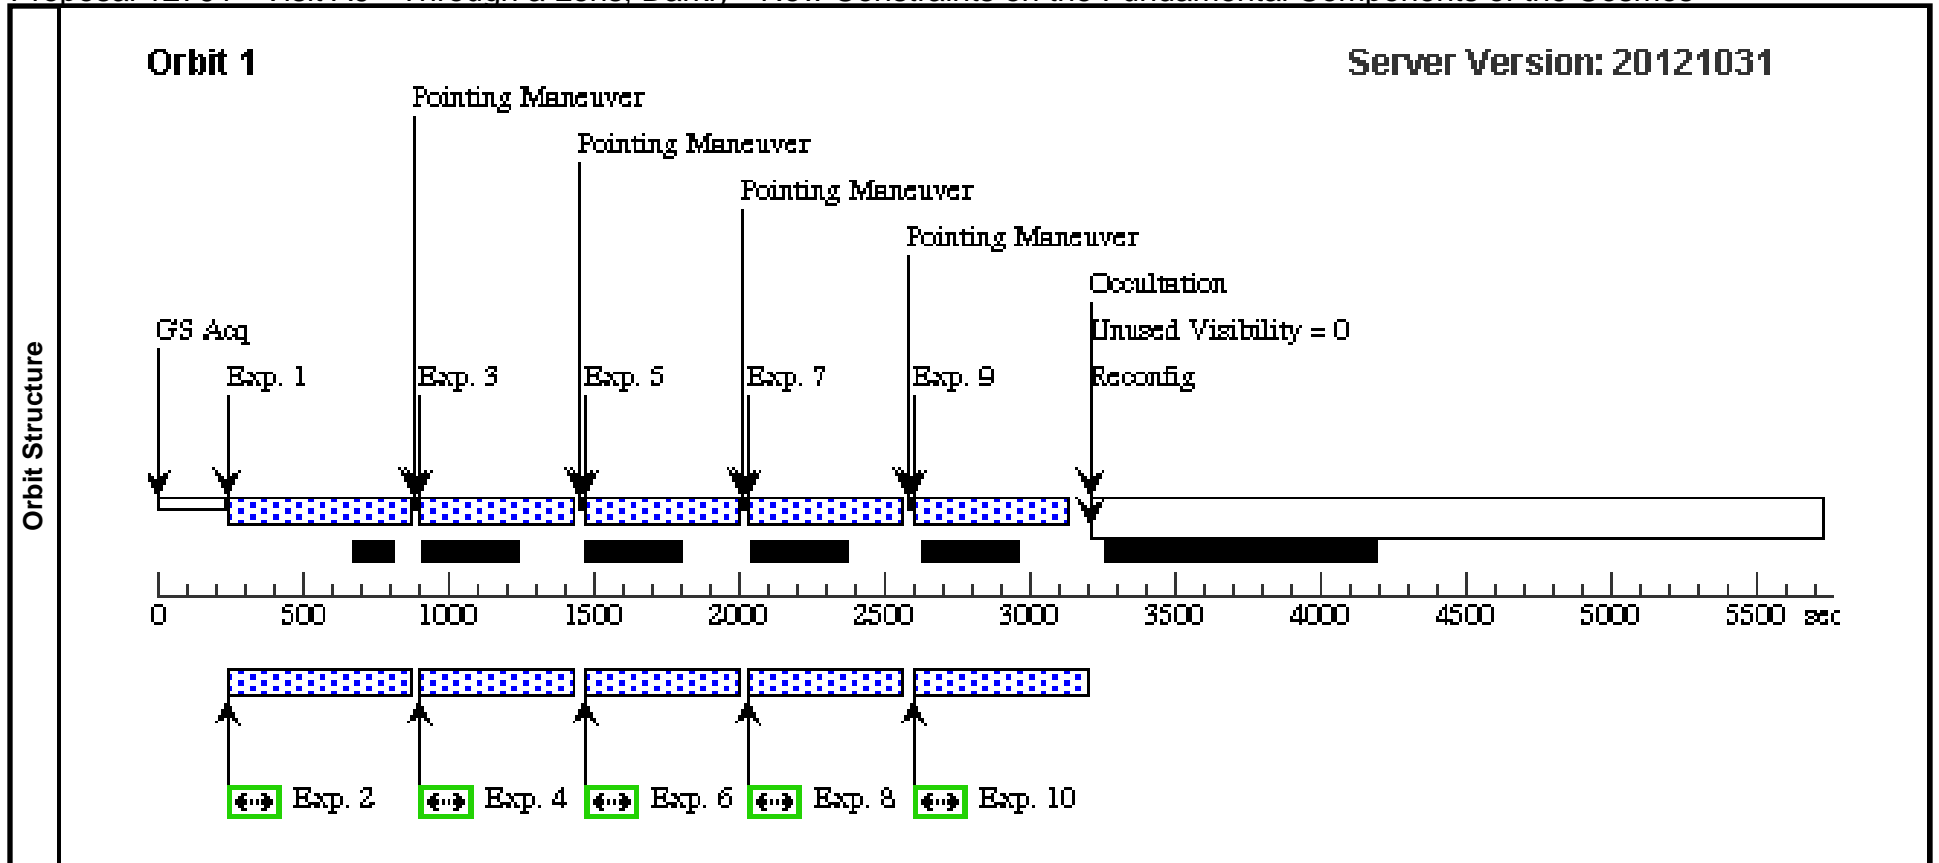 Orbit 1
Server Version: 20121031
Pointing Maneuver
Pointing Maneuver
Pointing Maneuver
Pointing Maneuver
Occultation
GS Acq
Unused Visibility = 0
Exp. 1
Exp. 3
Exp. 5
Exp. 7
Exp. 9
Reconfig
Orbit Structure
0 500 1000 1500 2000 2500 3000 3500 4000 4500 5000 5500 sec
Exp. 2
Exp. 4
Exp. 6
Exp. 8
Exp. 10